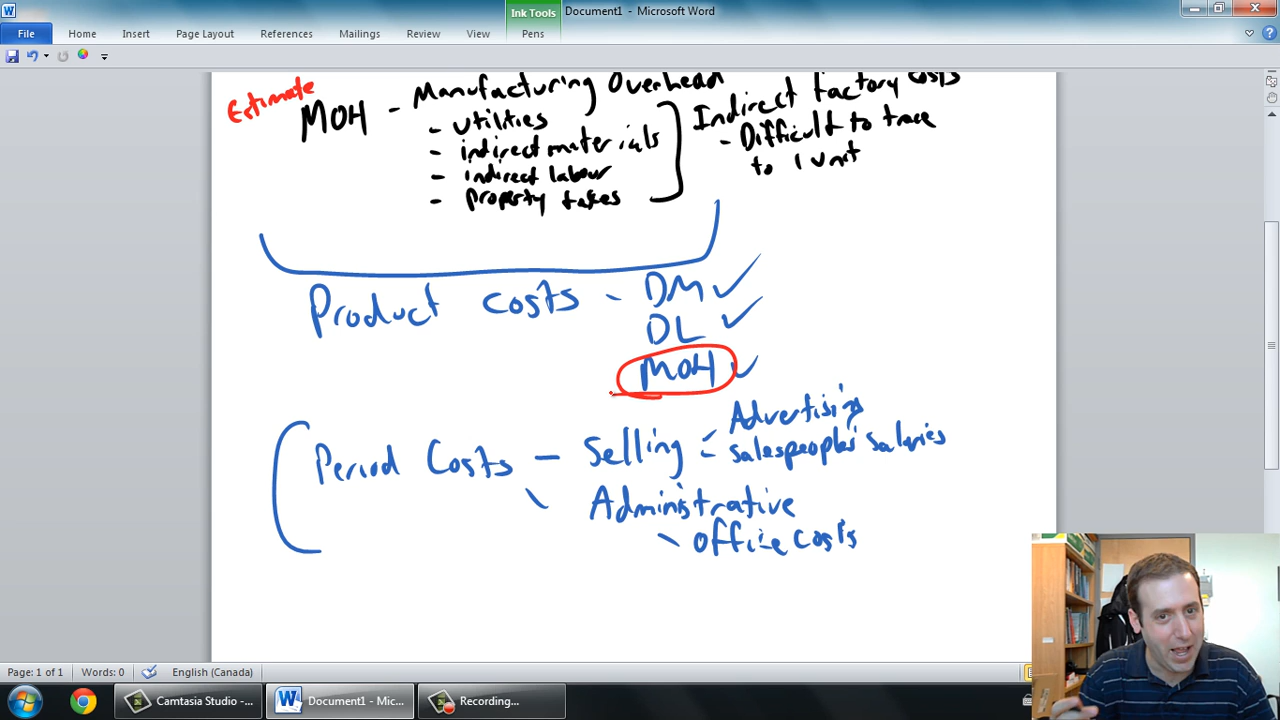 Ink Tools
Document1 - Microsoft Word
File Home Insert Page Layout References Mailings Review View Pens
Estimate
MOH - Manufacturing Overhead
- utilities
- indirect materials
- indirect labour
- property taxes
Indirect factory costs
- Difficult to trace
to 1 unit
Product costs - DM ✓
DL ✓
MOH ✓
Period Costs - Selling - Advertising
- salespeoples' salaries
- Administrative
- office costs
Page: 1 of 1 Words: 0 English (Canada)
Camtasia Studio -... Document1 - Micros... Recording...